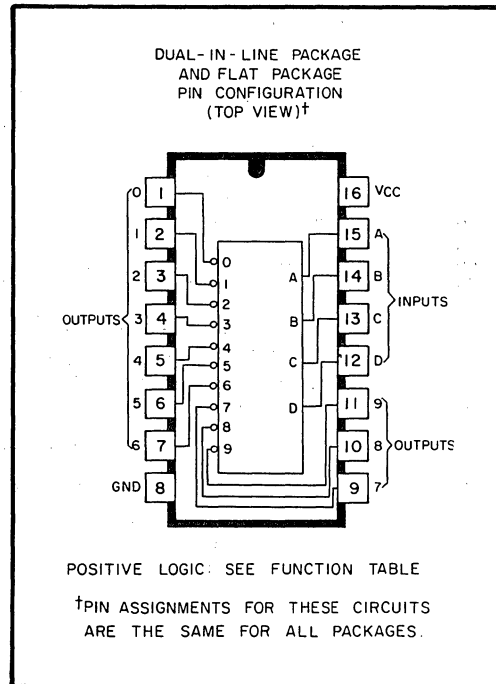 DUAL-IN-LINE PACKAGE
AND FLAT PACKAGE
PIN CONFIGURATION
(TOP VIEW)†
0 1 16 VCC
1 2 0 15 A
1 A
2 3 2 14 B
3 B INPUTS
OUTPUTS 3 4 13 C
4 5 4 C 12 D
5
5 6 6 D 11 9
7
6 7 8 10 8 OUTPUTS
9
GND 8 9 7
POSITIVE LOGIC: SEE FUNCTION TABLE
†PIN ASSIGNMENTS FOR THESE CIRCUITS
ARE THE SAME FOR ALL PACKAGES.